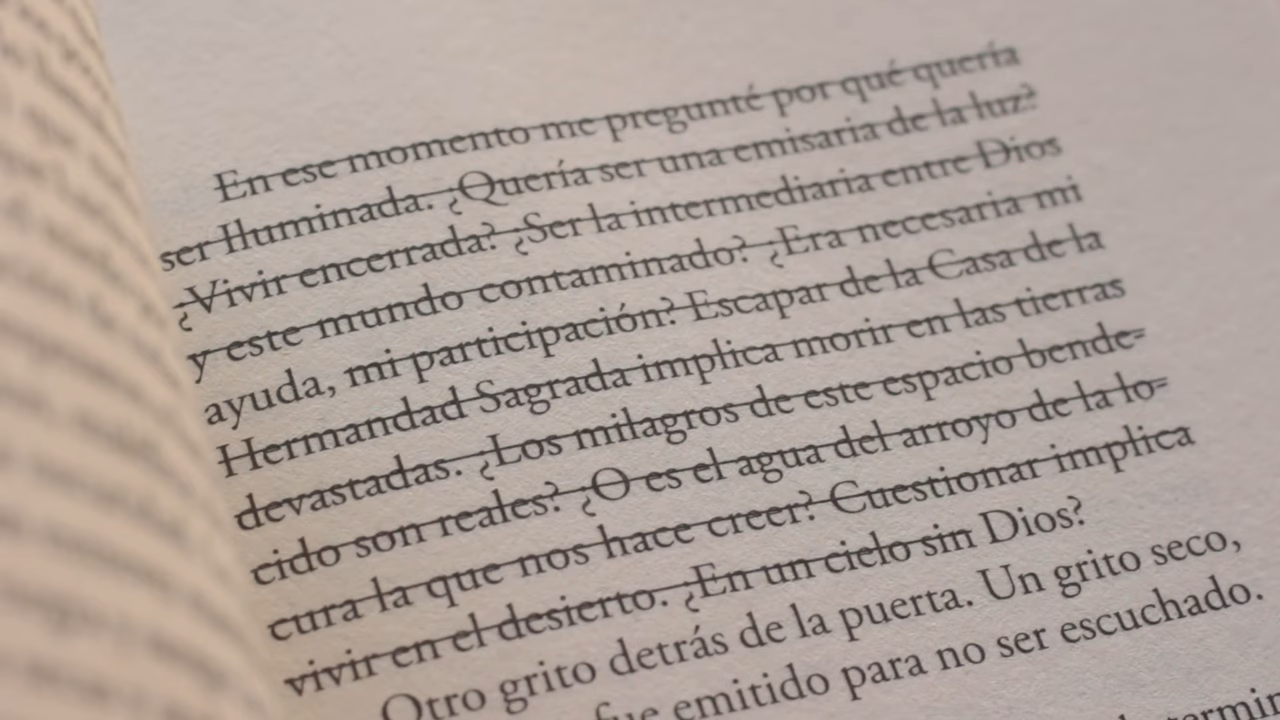 En ese momento me pregunté por qué quería
ser Iluminada. ¿Quería ser una emisaria de la luz?
¿Vivir encerrada? ¿Ser la intermediaria entre Dios
y este mundo contaminado? ¿Era necesaria mi
ayuda, mi participación? Escapar de la Casa de la
Hermandad Sagrada implica morir en las tierras
devastadas. ¿Los milagros de este espacio bende-
cido son reales? ¿O es el agua del arroyo de la lo-
cura la que nos hace creer? Cuestionar implica
vivir en el desierto. ¿En un cielo sin Dios?
Otro grito detrás de la puerta. Un grito seco,
fue emitido para no ser escuchado.